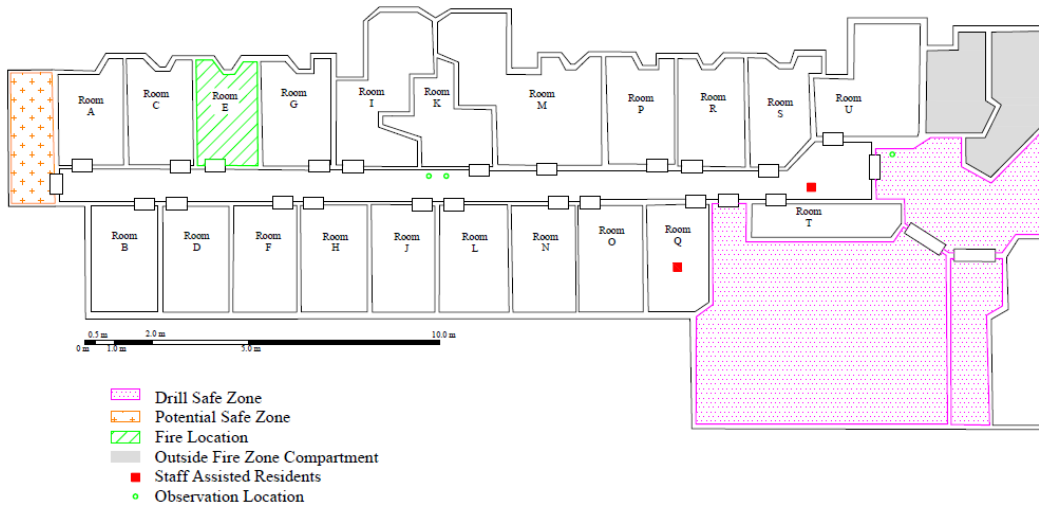 Room A
Room C
Room E
Room G
Room I
Room K
Room M
Room P
Room R
Room S
Room U
Room B
Room D
Room F
Room H
Room J
Room L
Room N
Room O
Room Q
Room T
0 m 0.5 m 1.0 m 2.0 m 5.0 m 10.0 m
Drill Safe Zone
Potential Safe Zone
Fire Location
Outside Fire Zone Compartment
Staff Assisted Residents
Observation Location